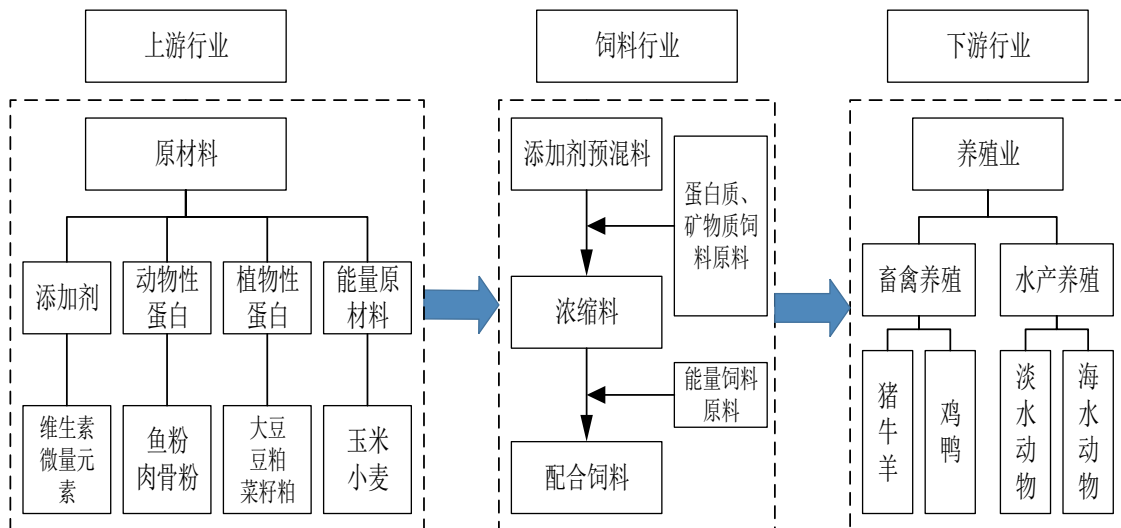 上游行业
饲料行业
下游行业
原材料
添加剂
动物性
蛋白
植物性
蛋白
能量原
材料
维生素
微量元
素
鱼粉
肉骨粉
大豆
豆粕
菜籽粕
玉米
小麦
添加剂预混料
蛋白质、
矿物质饲
料原料
浓缩料
能量饲料
原料
配合饲料
养殖业
畜禽养殖
水产养殖
猪牛羊
鸡鸭
淡水动物
海水动物